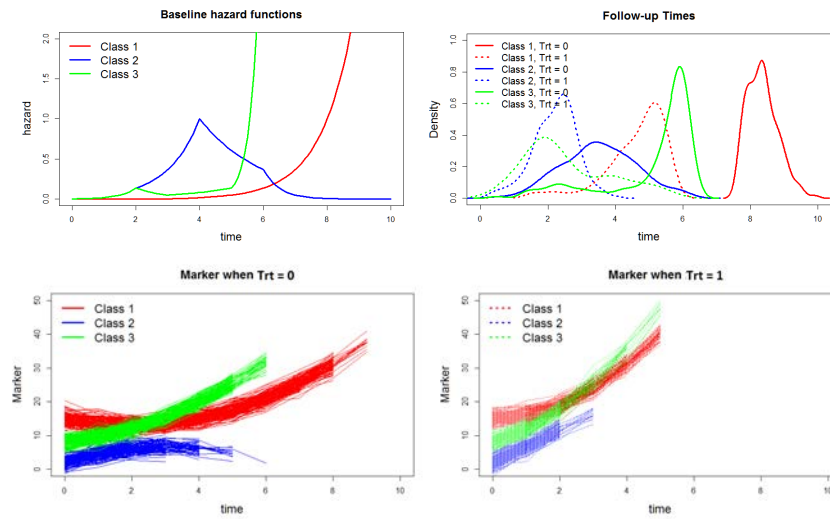 Baseline hazard functions
hazard
2.0
1.5
1.0
0.5
0.0
Class 1
Class 2
Class 3
0 2 4 6 8 10
time
Follow-up Times
Density
1.0
0.8
0.6
0.4
0.2
0.0
Class 1, Trt = 0
Class 1, Trt = 1
Class 2, Trt = 0
Class 2, Trt = 1
Class 3, Trt = 0
Class 3, Trt = 1
0 2 4 6 8 10
time
Marker when Trt = 0
Marker
50
40
30
20
10
0
Class 1
Class 2
Class 3
0 2 4 6 8 10
time
Marker when Trt = 1
Marker
50
40
30
20
10
0
Class 1
Class 2
Class 3
0 2 4 6 8 10
time